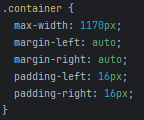 .container {
    max-width: 1170px;
    margin-left: auto;
    margin-right: auto;
    padding-left: 16px;
    padding-right: 16px;
}